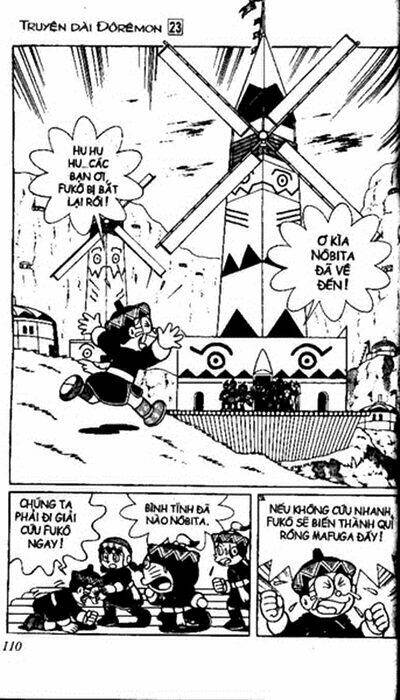 TRUYỆN DÀI ĐÔRÊMON 23
HU HU
HU...CÁC
BẠN ƠI,
FUKÔ BỊ BẮT
LẠI RỒI!
Ơ KÌA
NÔBITA
ĐÃ VỀ
ĐẾN!
CHÚNG TA
PHẢI ĐI GIẢI
CỨU FUKÔ
NGAY!
BÌNH TĨNH ĐÃ
NÀO NÔBITA.
NẾU KHÔNG CỨU NHANH,
FUKÔ SẼ BIẾN THÀNH QUỈ
RỒNG MAFUGA ĐẤY!
110